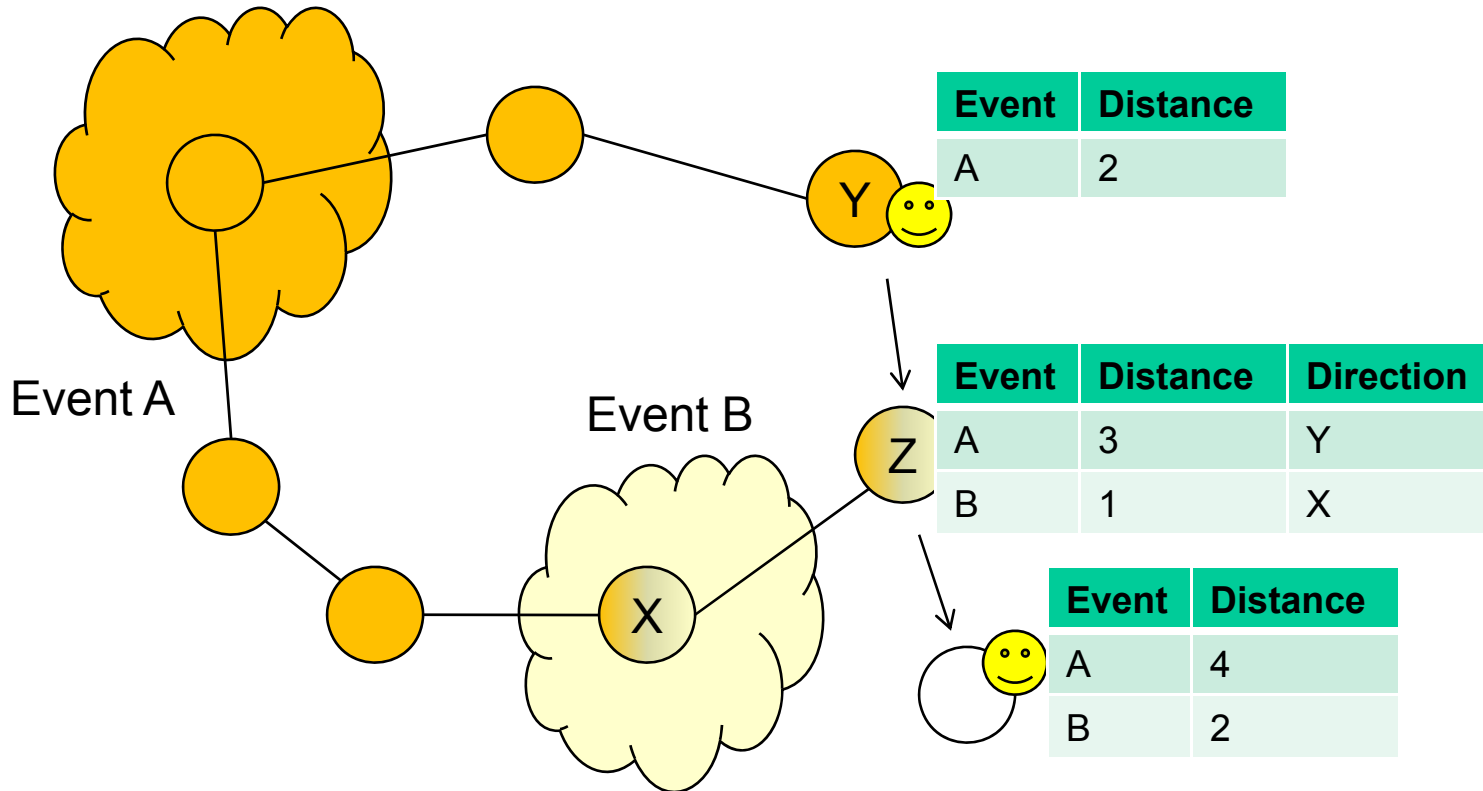 Event Distance
A 2
Y
Event A
Event B
Event Distance Direction
A 3 Y
B 1 X
Z
X
Event Distance
A 4
B 2